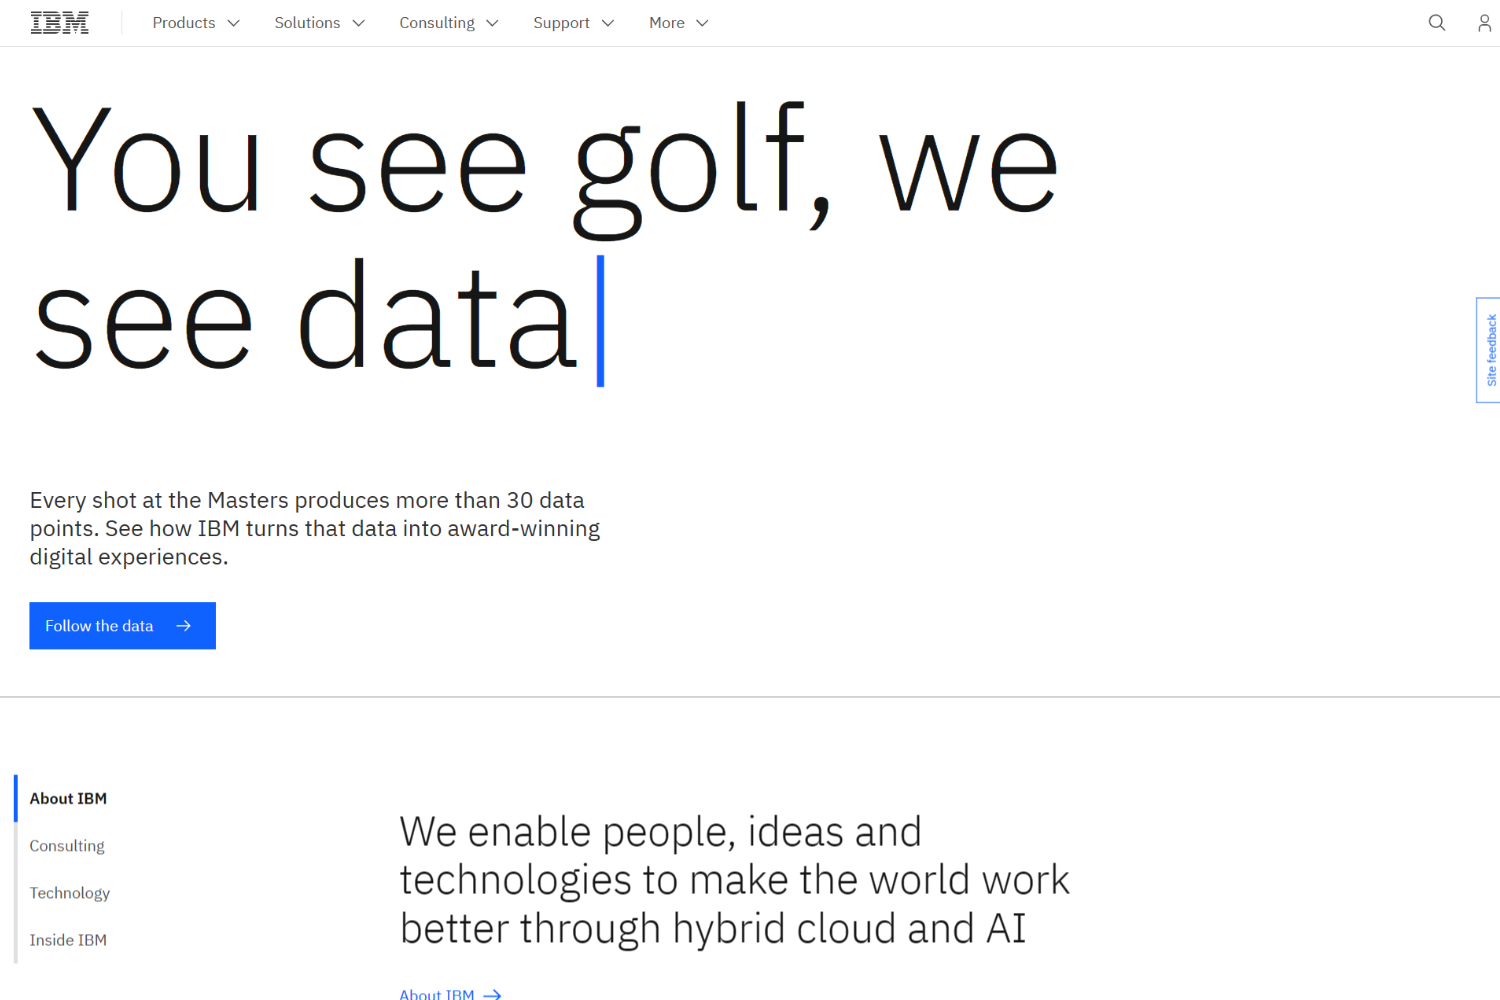 IBM
Products
Solutions
Consulting
Support
More
You see golf, we
see data
Site feedback
Every shot at the Masters produces more than 30 data
points. See how IBM turns that data into award-winning
digital experiences.
Follow the data
About IBM
Consulting
Technology
Inside IBM
We enable people, ideas and
technologies to make the world work
better through hybrid cloud and AI
About IBM